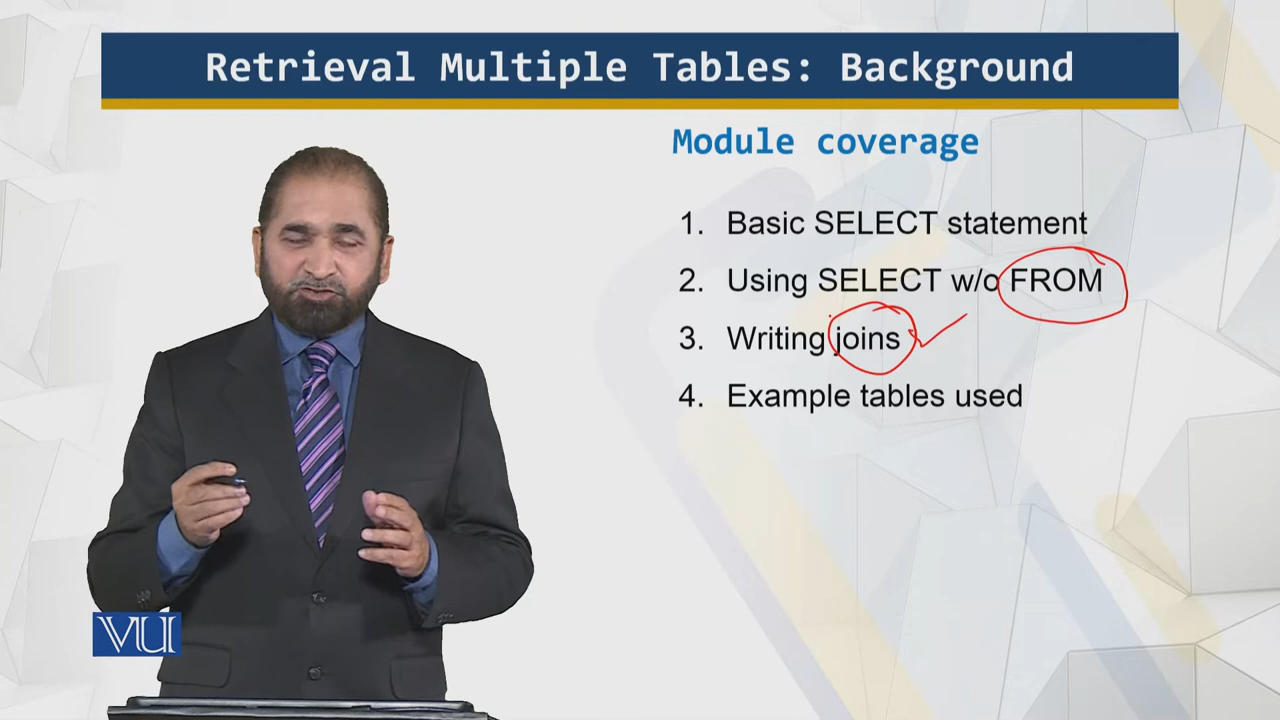 Retrieval Multiple Tables: Background
Module coverage
1. Basic SELECT statement
2. Using SELECT w/o FROM
3. Writing joins
4. Example tables used
VU